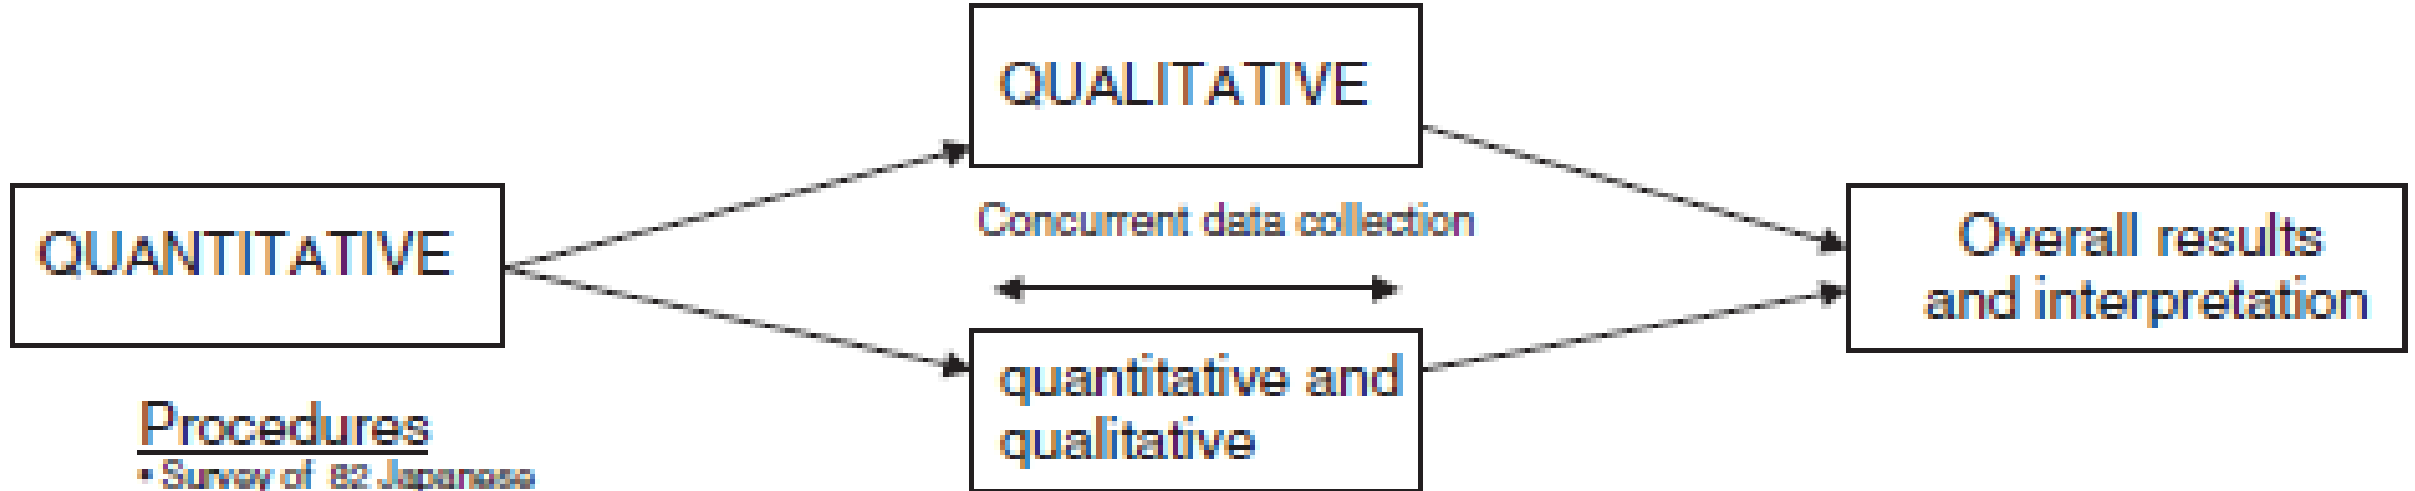 QUANTITATIVE
Procedures
• Survey of 82 Japanese
QUALITATIVE
Concurrent data collection
quantitative and
qualitative
Overall results
and interpretation